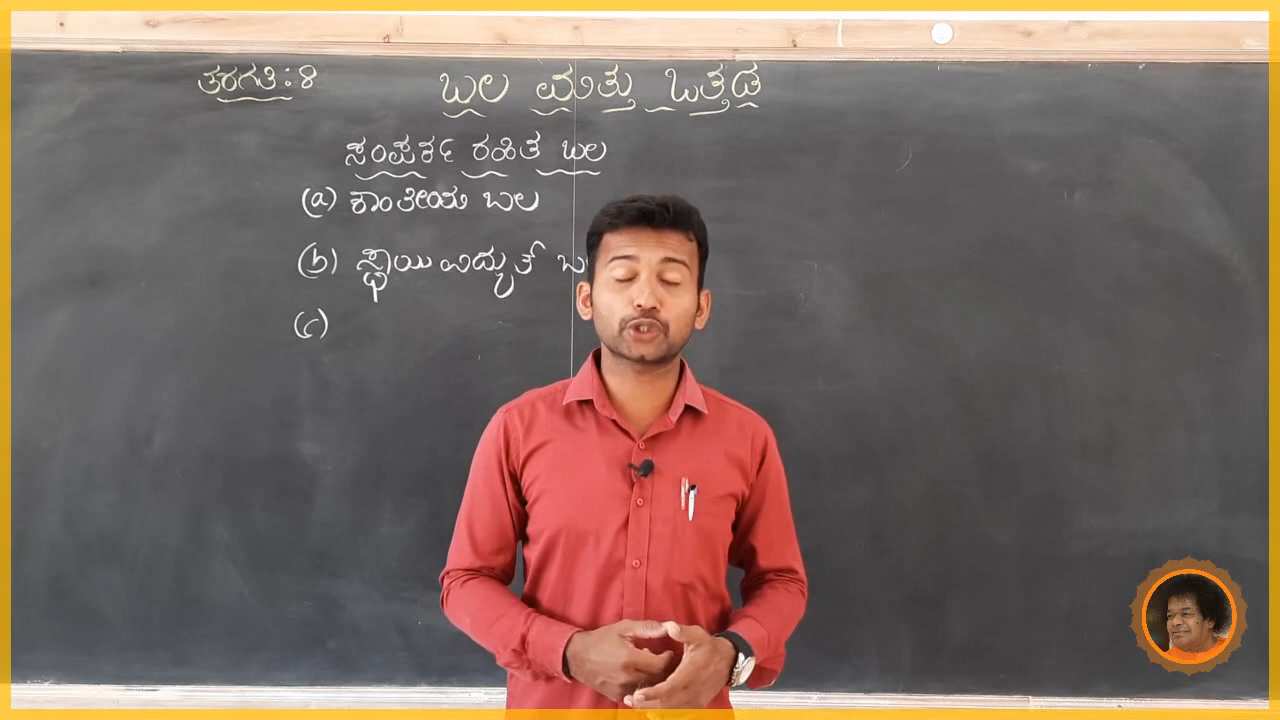 ತರಗತಿ: 8
ಬಲ ಮತ್ತು ಒತ್ತಡ
ಸಂಪರ್ಕ ರಹಿತ ಬಲ
(a) ಕಾಂತೀಯ ಬಲ
(b) ಸ್ಥಾಯಿ ವಿದ್ಯುತ್
(c)